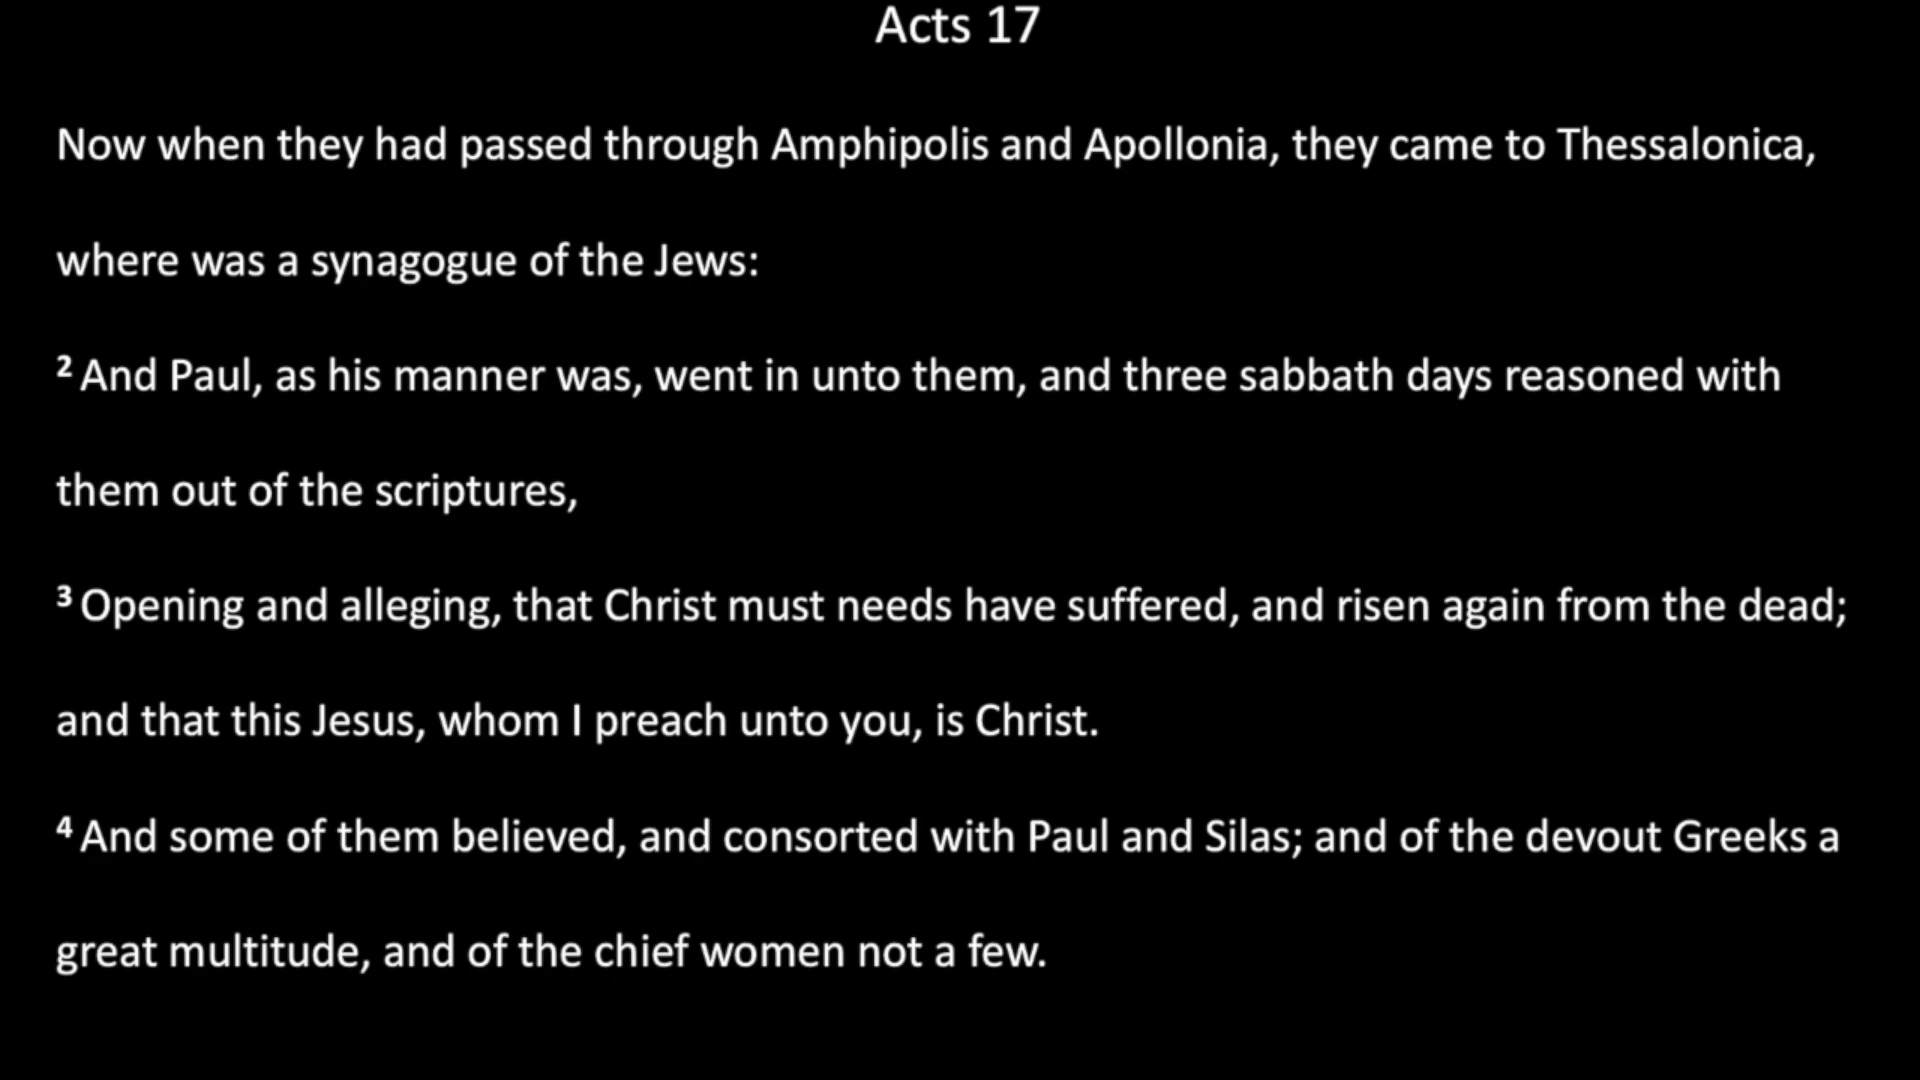 Acts 17
Now when they had passed through Amphipolis and Apollonia, they came to Thessalonica,
where was a synagogue of the Jews:
² And Paul, as his manner was, went in unto them, and three sabbath days reasoned with
them out of the scriptures,
³ Opening and alleging, that Christ must needs have suffered, and risen again from the dead;
and that this Jesus, whom I preach unto you, is Christ.
⁴ And some of them believed, and consorted with Paul and Silas; and of the devout Greeks a
great multitude, and of the chief women not a few.